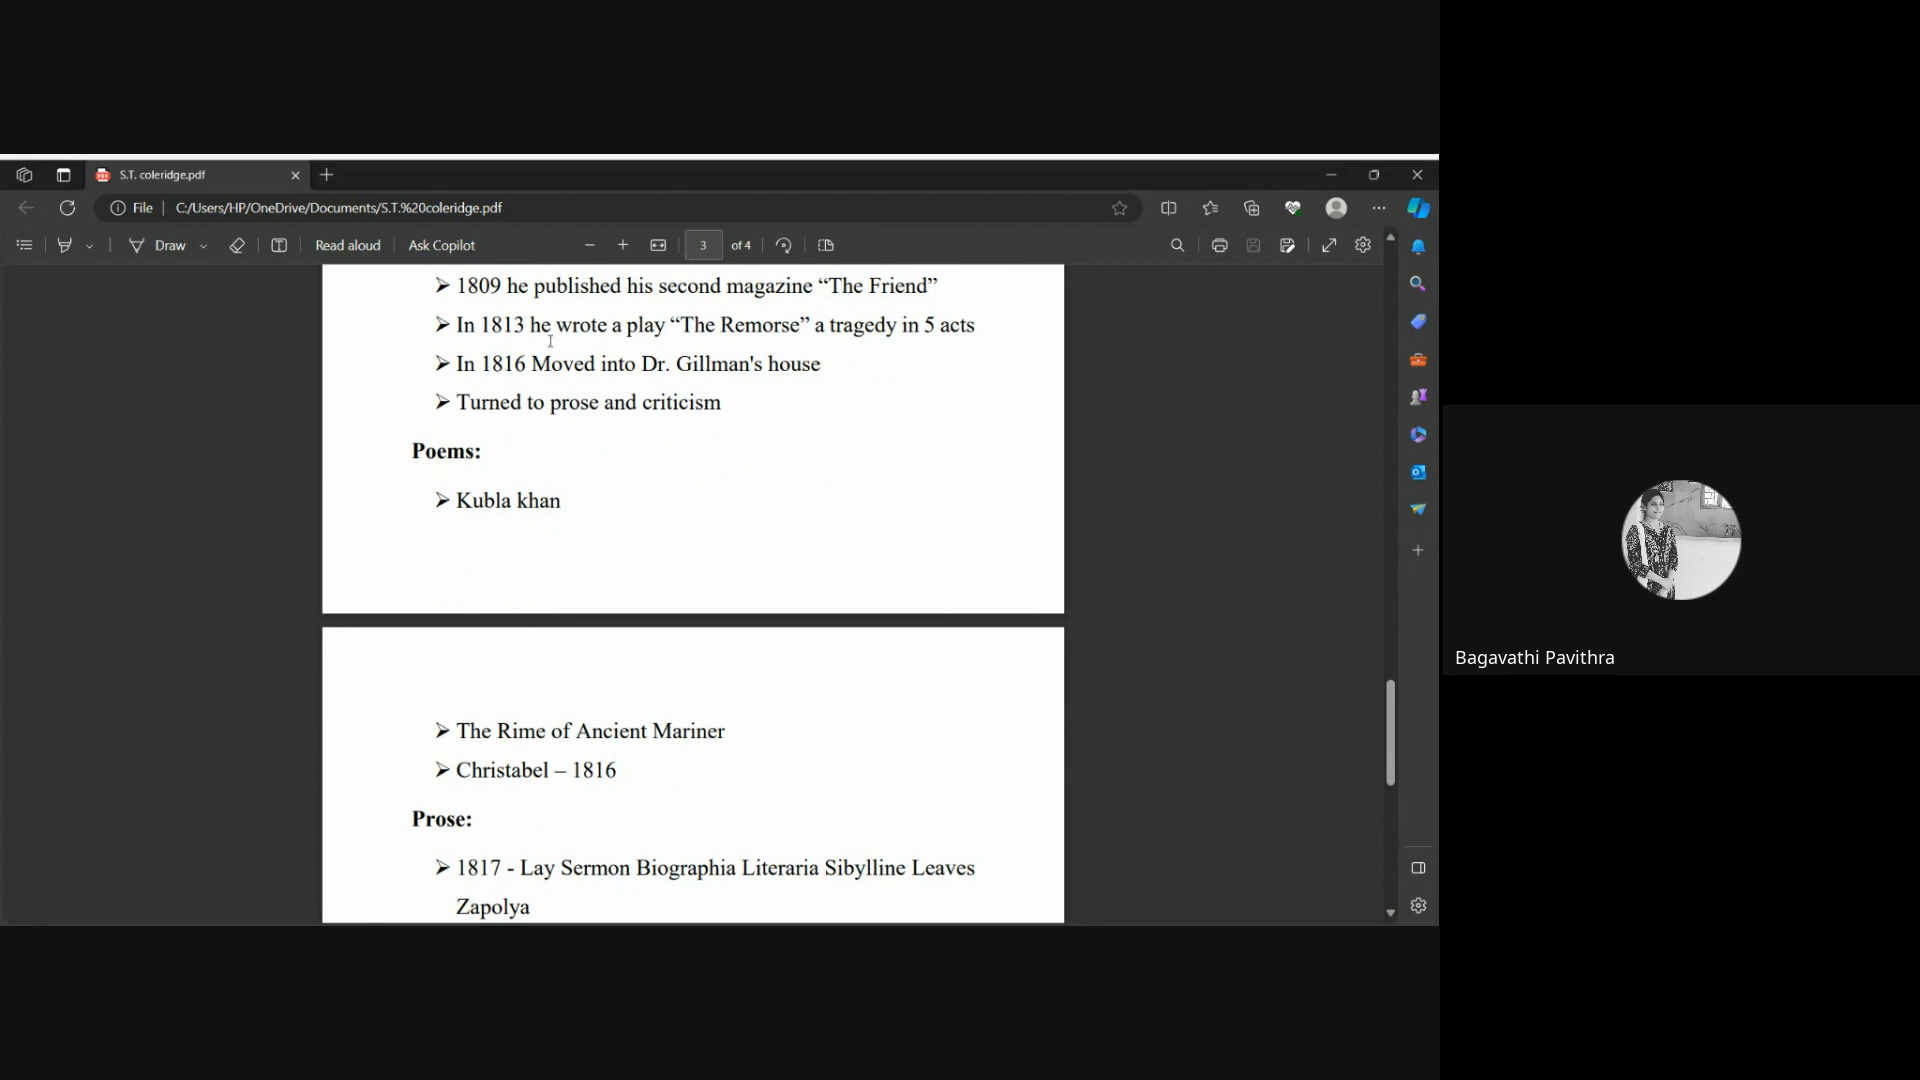 S.T. coleridge.pdf
File
C:/Users/HP/OneDrive/Documents/S.T.%20coleridge.pdf
Draw
Read aloud
Ask Copilot
3 of 4
➢ 1809 he published his second magazine “The Friend”
➢ In 1813 he wrote a play “The Remorse” a tragedy in 5 acts
➢ In 1816 Moved into Dr. Gillman's house
➢ Turned to prose and criticism
Poems:
➢ Kubla khan
➢ The Rime of Ancient Mariner
➢ Christabel – 1816
Prose:
➢ 1817 - Lay Sermon Biographia Literaria Sibylline Leaves
Zapolya
Bagavathi Pavithra